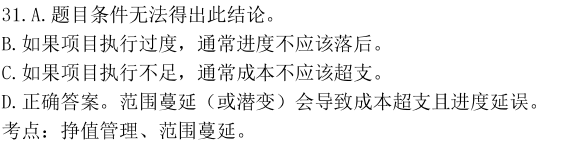 31.A.题目条件无法得出此结论。
B.如果项目执行过度，通常进度不应该落后。
C.如果项目执行不足，通常成本不应该超支。
D.正确答案。范围蔓延（或潜变）会导致成本超支且进度延误。
考点：挣值管理、范围蔓延。